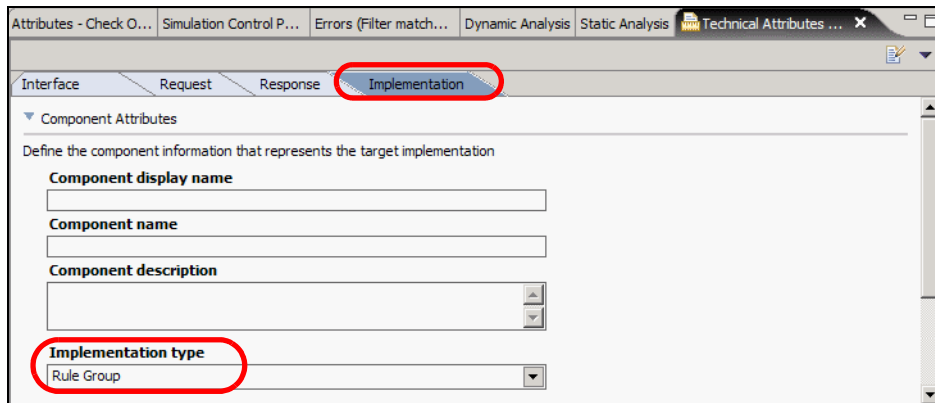 Attributes - Check O... Simulation Control P... Errors (Filter match... Dynamic Analysis Static Analysis Technical Attributes ...
Interface Request Response Implementation
Component Attributes
Define the component information that represents the target implementation
Component display name
Component name
Component description
Implementation type
Rule Group